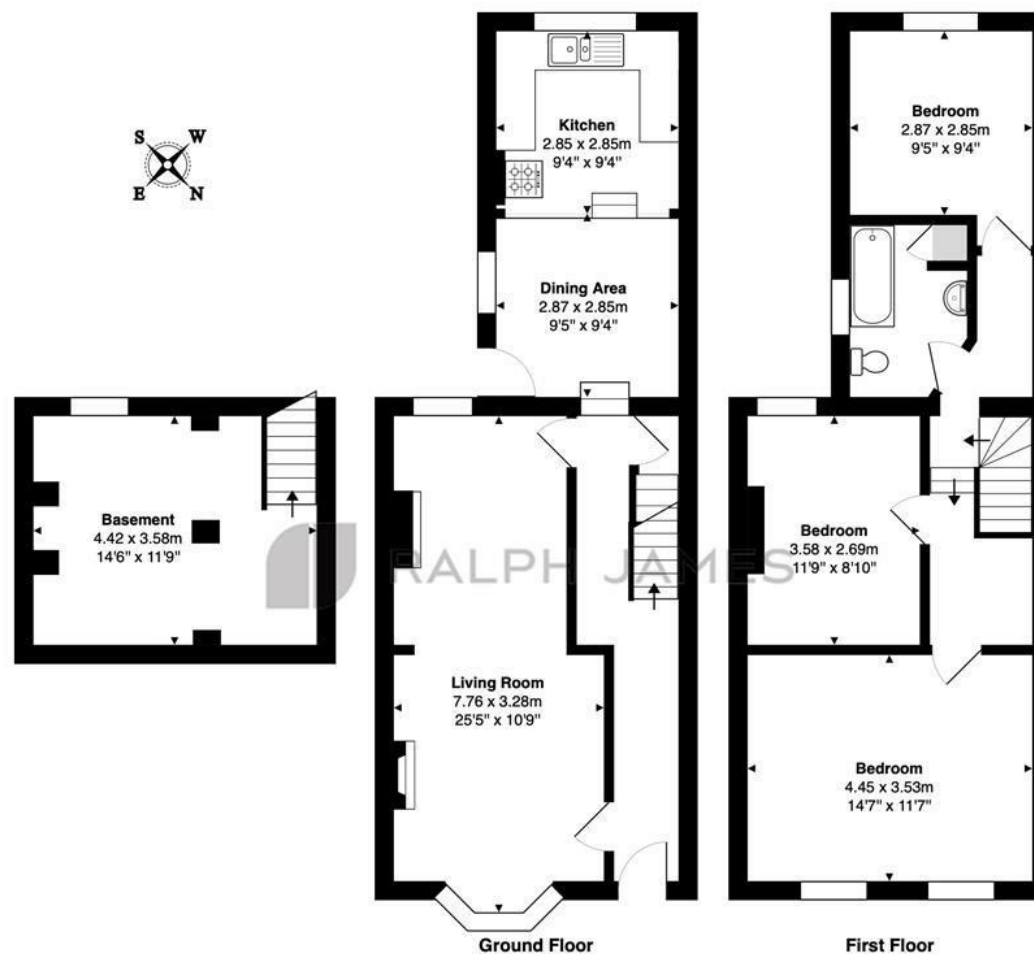 S W
E N
Kitchen
2.85 x 2.85m
9'4" x 9'4"
Dining Area
2.87 x 2.85m
9'5" x 9'4"
Bedroom
2.87 x 2.85m
9'5" x 9'4"
Basement
4.42 x 3.58m
14'6" x 11'9"
RALPH JAMES
Bedroom
3.58 x 2.69m
11'9" x 8'10"
Living Room
7.76 x 3.28m
25'5" x 10'9"
Bedroom
4.45 x 3.53m
14'7" x 11'7"
Ground Floor
First Floor